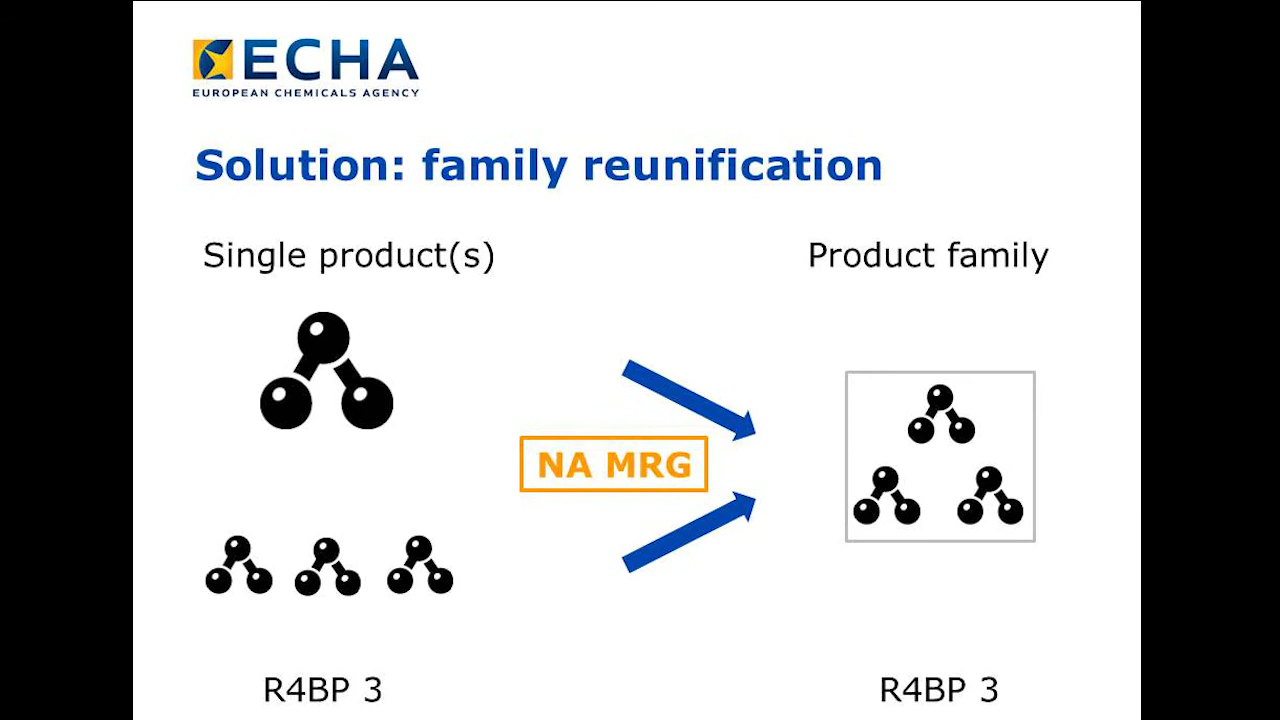 ECHA
EUROPEAN CHEMICALS AGENCY
Solution: family reunification
Single product(s)
Product family
NA MRG
R4BP 3
R4BP 3